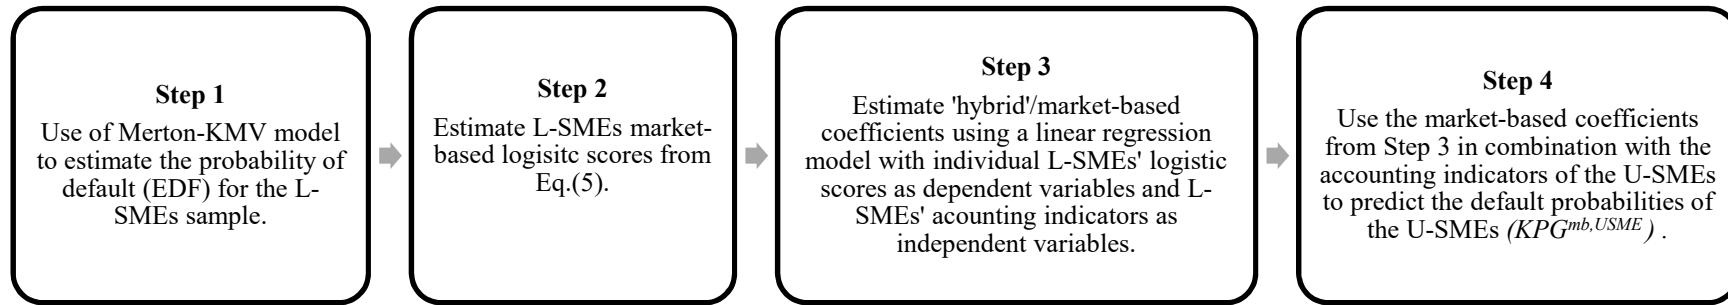 Step 1
Use of Merton-KMV model
to estimate the probability of
default (EDF) for the L-
SMEs sample.
Step 2
Estimate L-SMEs market-
based logisitc scores from
Eq.(5).
Step 3
Estimate 'hybrid'/market-based
coefficients using a linear regression
model with individual L-SMEs' logistic
scores as dependent variables and L-
SMEs' acounting indicators as
independent variables.
Step 4
Use the market-based coefficients
from Step 3 in combination with the
accounting indicators of the U-SMEs
to predict the default probabilities of
the U-SMEs (KPG^mb,USME) .